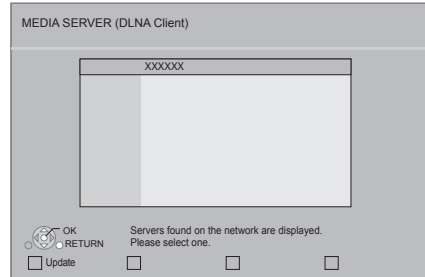 MEDIA SERVER (DLNA Client)
XXXXXX
OK
RETURN
Servers found on the network are displayed.
Please select one.
Update